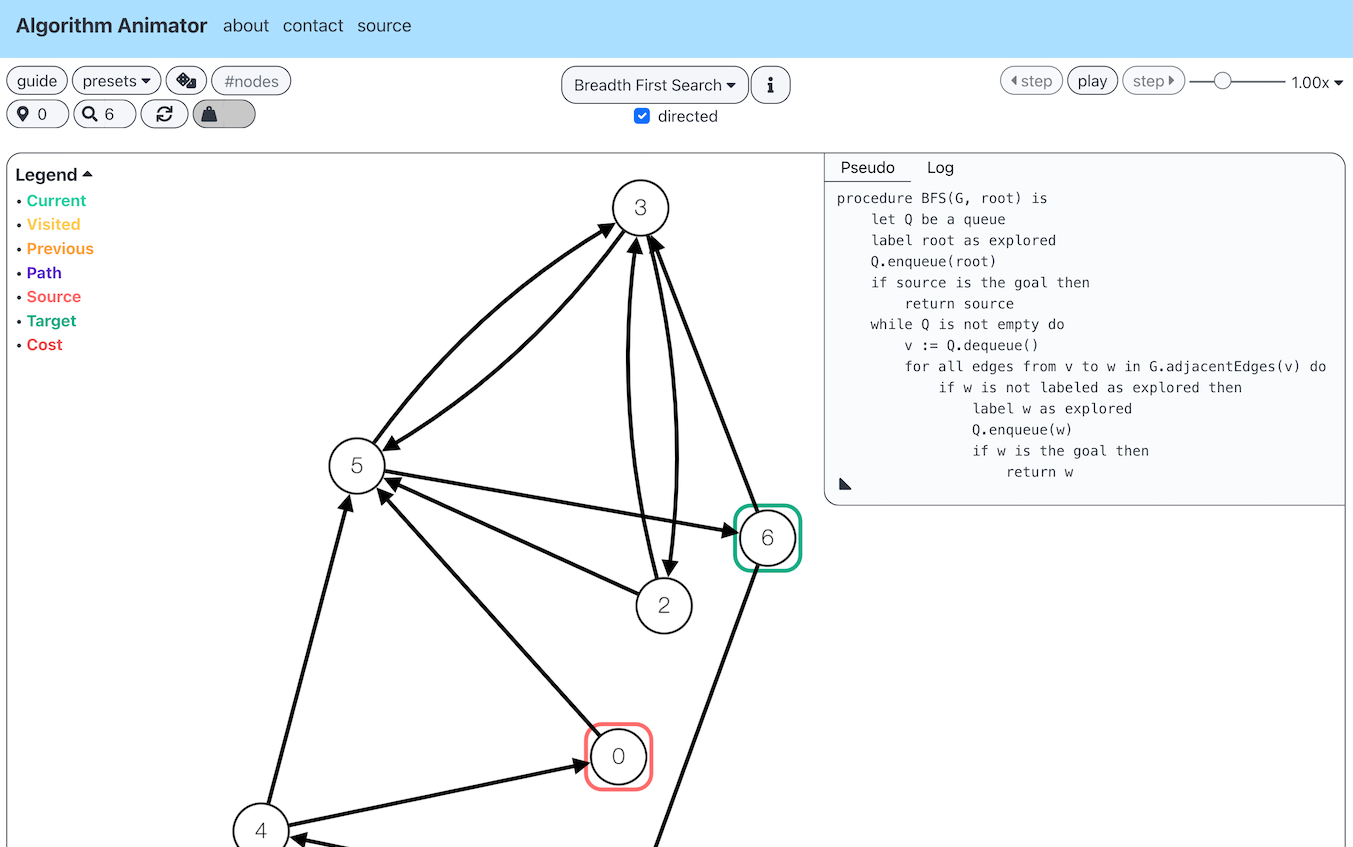 Algorithm Animator about contact source
guide presets #nodes
0 6
Breadth First Search i
directed
step play step 1.00x
Legend
• Current
• Visited
• Previous
• Path
• Source
• Target
• Cost
3
5
6
2
0
4
Pseudo Log
procedure BFS(G, root) is
let Q be a queue
label root as explored
Q.enqueue(root)
if source is the goal then
return source
while Q is not empty do
v := Q.dequeue()
for all edges from v to w in G.adjacentEdges(v) do
if w is not labeled as explored then
label w as explored
Q.enqueue(w)
if w is the goal then
return w